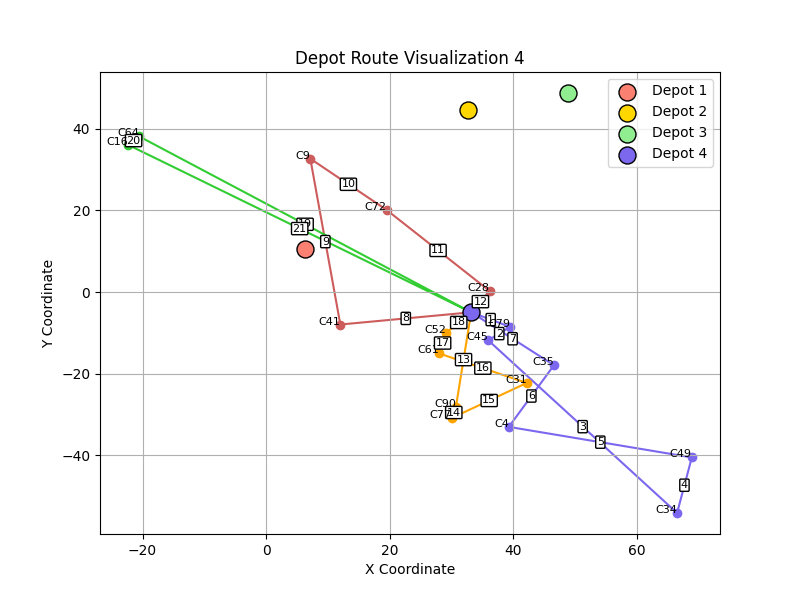 Depot Route Visualization 4
Depot 1
Depot 2
Depot 3
Depot 4
Y Coordinate
40
20
0
−20
−40
−20
0
20
40
60
X Coordinate
C64
C16
20
C9
10
C72
21
9
11
C28
12
C41
8
18
1
C79
C52
2
7
C45
17
C61
13
C35
16
C31
6
15
C90
14
C4
3
5
C49
4
C34